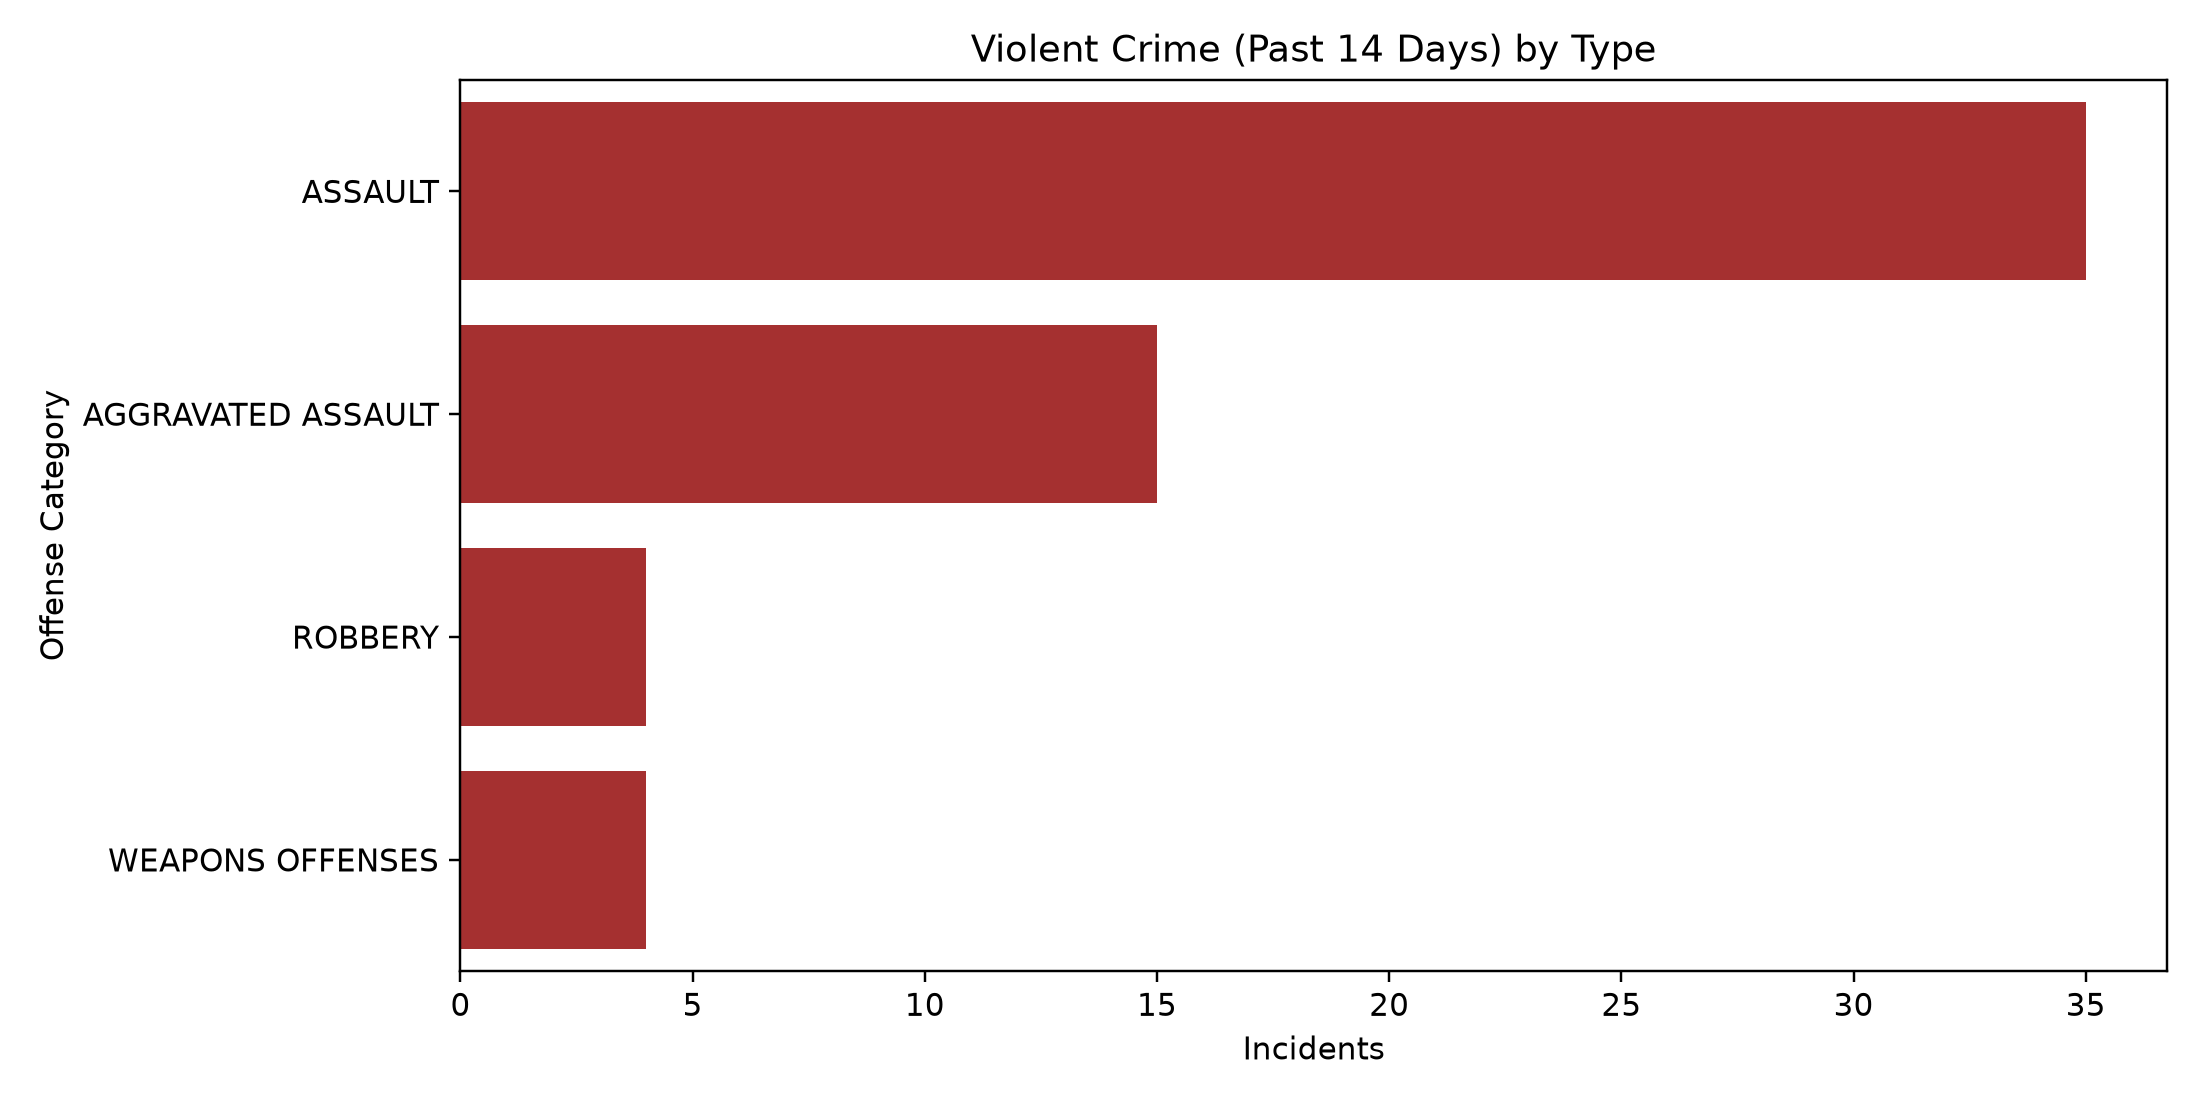 Violent Crime (Past 14 Days) by Type
Offense Category
ASSAULT
AGGRAVATED ASSAULT
ROBBERY
WEAPONS OFFENSES
0 5 10 15 20 25 30 35
Incidents